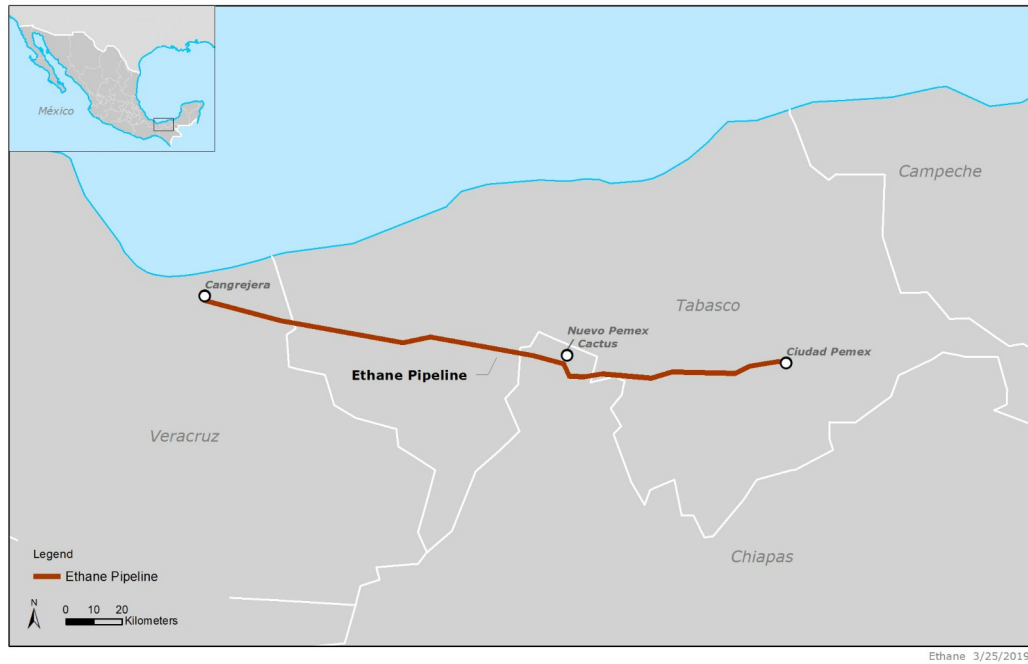 México
Campeche
Cangrejera
Tabasco
Nuevo Pemex
Cactus
Ciudad Pemex
Ethane Pipeline
Veracruz
Chiapas
Legend
Ethane Pipeline
N
0 10 20
Kilometers
Ethane 3/25/2019